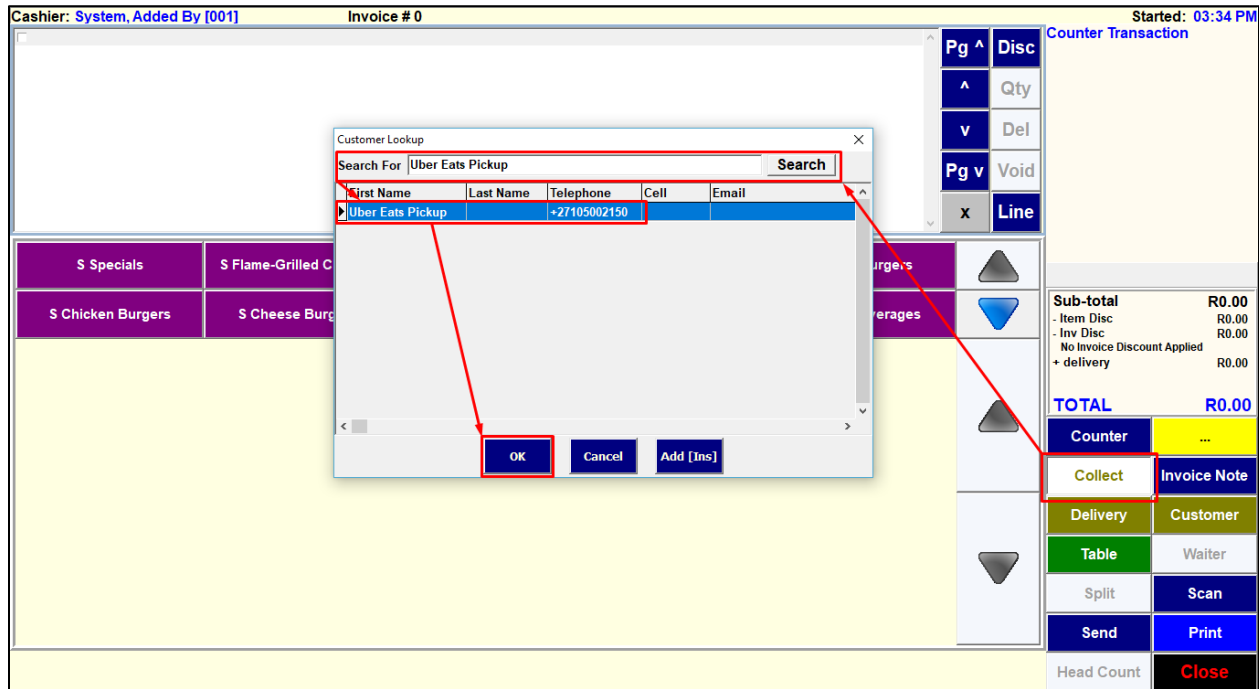 Cashier: System, Added By [001] Invoice # 0 Started: 03:34 PM
Counter Transaction
Pg ^ Disc
^ Qty
v Del
Pg v Void
x Line
Customer Lookup
Search For Uber Eats Pickup Search
First Name Last Name Telephone Cell Email
Uber Eats Pickup +27105002150
OK Cancel Add [Ins]
S Specials S Flame-Grilled C urgers
S Chicken Burgers S Cheese Burg erages
Sub-total R0.00
- Item Disc R0.00
- Inv Disc R0.00
No Invoice Discount Applied
+ delivery R0.00
TOTAL R0.00
Counter ...
Collect Invoice Note
Delivery Customer
Table Waiter
Split Scan
Send Print
Head Count Close